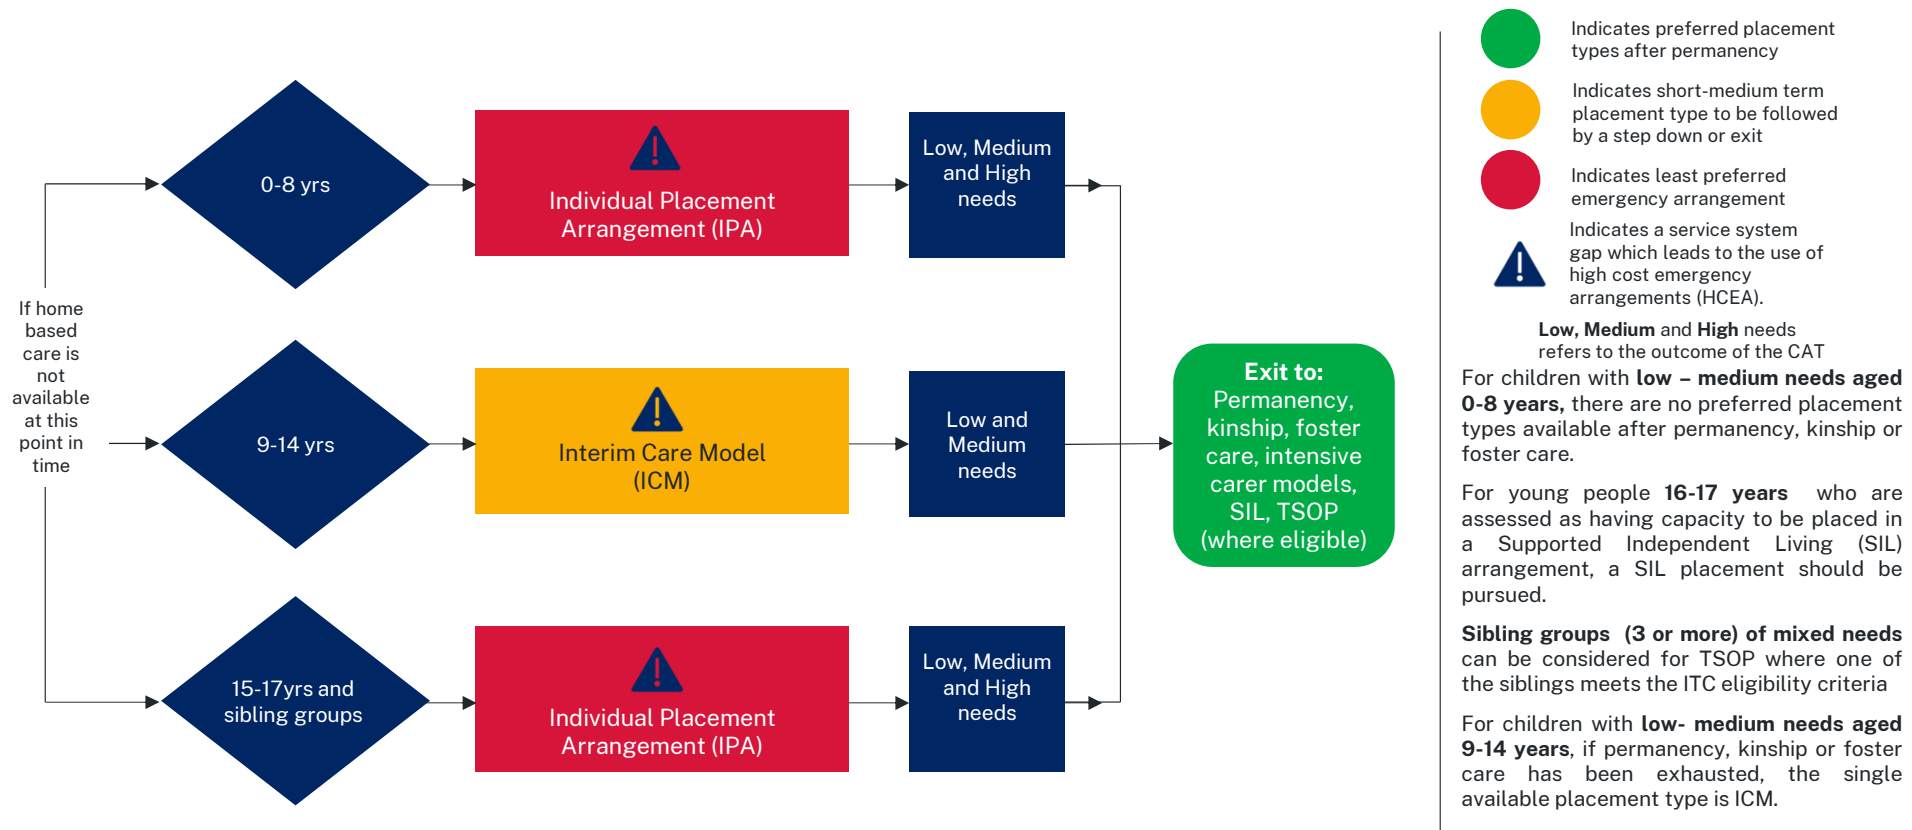 If home
based
care is
not
available
at this
point in
time
0-8 yrs
Individual Placement
Arrangement (IPA)
Low, Medium
and High
needs
9-14 yrs
Interim Care Model
(ICM)
Low and
Medium
needs
15-17yrs and
sibling groups
Individual Placement
Arrangement (IPA)
Low, Medium
and High
needs
Exit to:
Permanency,
kinship, foster
care, intensive
carer models,
SIL, TSOP
(where eligible)
Indicates preferred placement
types after permanency
Indicates short-medium term
placement type to be followed
by a step down or exit
Indicates least preferred
emergency arrangement
Indicates a service system
gap which leads to the use of
high cost emergency
arrangements (HCEA).
Low, Medium and High needs
refers to the outcome of the CAT
For children with low – medium needs aged
0-8 years, there are no preferred placement
types available after permanency, kinship or
foster care.
For young people 16-17 years who are
assessed as having capacity to be placed in
a Supported Independent Living (SIL)
arrangement, a SIL placement should be
pursued.
Sibling groups (3 or more) of mixed needs
can be considered for TSOP where one of
the siblings meets the ITC eligibility criteria
For children with low- medium needs aged
9-14 years, if permanency, kinship or foster
care has been exhausted, the single
available placement type is ICM.